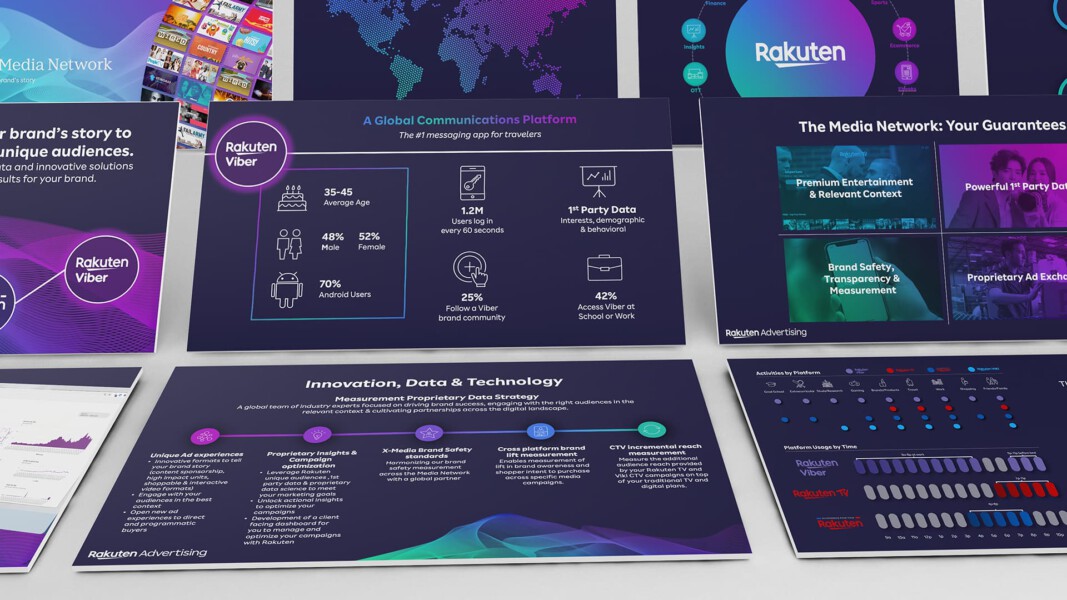 Media Network
brand's story
Finance
Insights
OTT
Rakuten
Sports
Ecommerce
r brand's story to
unique audiences.
ata and innovative solutions
sults for your brand.
Rakuten
Viber
A Global Communications Platform
The #1 messaging app for travelers
Rakuten
Viber
35-45
Average Age
48% 52%
Male Female
70%
Android Users
1.2M
Users log in
every 60 seconds
1st Party Data
Interests, demographic
& behavioral
25%
Follow a Viber
brand community
42%
Access Viber at
School or Work
The Media Network: Your Guarantees
Premium Entertainment
& Relevant Context
Powerful 1st Party Dat
Brand Safety,
Transparency &
Measurement
Proprietary Ad Excha
Rakuten Advertising
Innovation, Data & Technology
Measurement Proprietary Data Strategy
A global team of industry experts focused on driving brand success, engaging with the right audiences in the
relevant context & cultivating partnerships across the digital landscape.
Unique Ad experiences
• Innovative formats to tell
your brand story
(content sponsorship,
high impact units,
shoppable & interactive
video formats)
• Engage with your
audiences in the best
context
• Open new ad
experiences to direct
and programmatic
buyers
Proprietary Insights &
Campaign
optimization
• Leverage Rakuten
unique audiences ,1st
party data & proprietary
data science to meet
your marketing goals
• Unlock actional insights
to optimize your
campaigns
• Development of a client
facing dashboard for
you to manage and
optimize your campaigns
with Rakuten
X-Media Brand Safety
standards
Harmonizing our brand
safety measurement
across the Media Network
with a global partner
Cross platform brand
lift measurement
Enables measurement of
lift in brand awareness and
shopper intent to purchase
across specific media
campaigns.
CTV incremental reach
measurement
Measure the additional
audience reach provided
by your Rakuten TV and
Viki CTV campaigns on top
of your traditional TV and
digital plans.
Rakuten Advertising
Activities by Platform
Platform Usage by Time
Rakuten
Viber
Rakuten TV
Rakuten